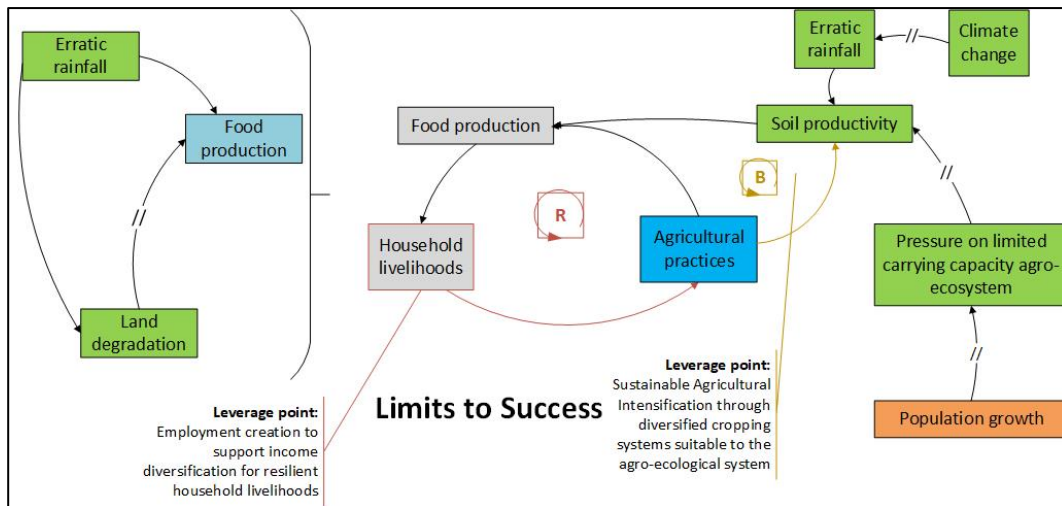 Erratic
rainfall
Food
production
//
Land
degradation
Erratic
rainfall
//
Climate
change
Food production
Soil productivity
B
//
R
Household
livelihoods
Agricultural
practices
Pressure on limited
carrying capacity agro-
ecosystem
//
Population growth
Limits to Success
Leverage point:
Employment creation to
support income
diversification for resilient
household livelihoods
Leverage point:
Sustainable Agricultural
Intensification through
diversified cropping
systems suitable to the
agro-ecological system